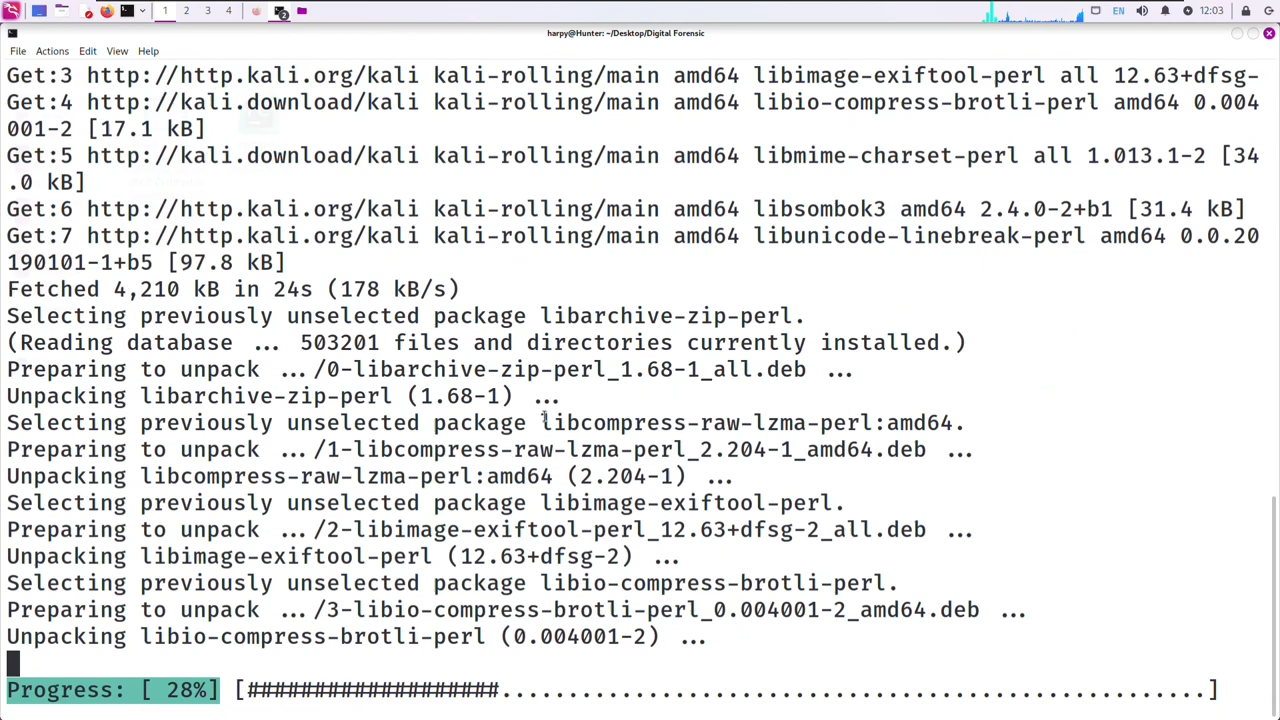 1 2 3 4 2 EN 12:03
harpy@Hunter: ~/Desktop/Digital Forensic
File Actions Edit View Help
Get:3 http://http.kali.org/kali kali-rolling/main amd64 libimage-exiftool-perl all 12.63+dfsg-
Get:4 http://kali.download/kali kali-rolling/main amd64 libio-compress-brotli-perl amd64 0.004
001-2 [17.1 kB]
Get:5 http://kali.download/kali kali-rolling/main amd64 libmime-charset-perl all 1.013.1-2 [34
.0 kB]
Get:6 http://http.kali.org/kali kali-rolling/main amd64 libsombok3 amd64 2.4.0-2+b1 [31.4 kB]
Get:7 http://http.kali.org/kali kali-rolling/main amd64 libunicode-linebreak-perl amd64 0.0.20
190101-1+b5 [97.8 kB]
Fetched 4,210 kB in 24s (178 kB/s)
Selecting previously unselected package libarchive-zip-perl.
(Reading database ... 503201 files and directories currently installed.)
Preparing to unpack .../0-libarchive-zip-perl_1.68-1_all.deb ...
Unpacking libarchive-zip-perl (1.68-1) ...
Selecting previously unselected package libcompress-raw-lzma-perl:amd64.
Preparing to unpack .../1-libcompress-raw-lzma-perl_2.204-1_amd64.deb ...
Unpacking libcompress-raw-lzma-perl:amd64 (2.204-1) ...
Selecting previously unselected package libimage-exiftool-perl.
Preparing to unpack .../2-libimage-exiftool-perl_12.63+dfsg-2_all.deb ...
Unpacking libimage-exiftool-perl (12.63+dfsg-2) ...
Selecting previously unselected package libio-compress-brotli-perl.
Preparing to unpack .../3-libio-compress-brotli-perl_0.004001-2_amd64.deb ...
Unpacking libio-compress-brotli-perl (0.004001-2) ...
Progress: [ 28%] [###################.....................................................]